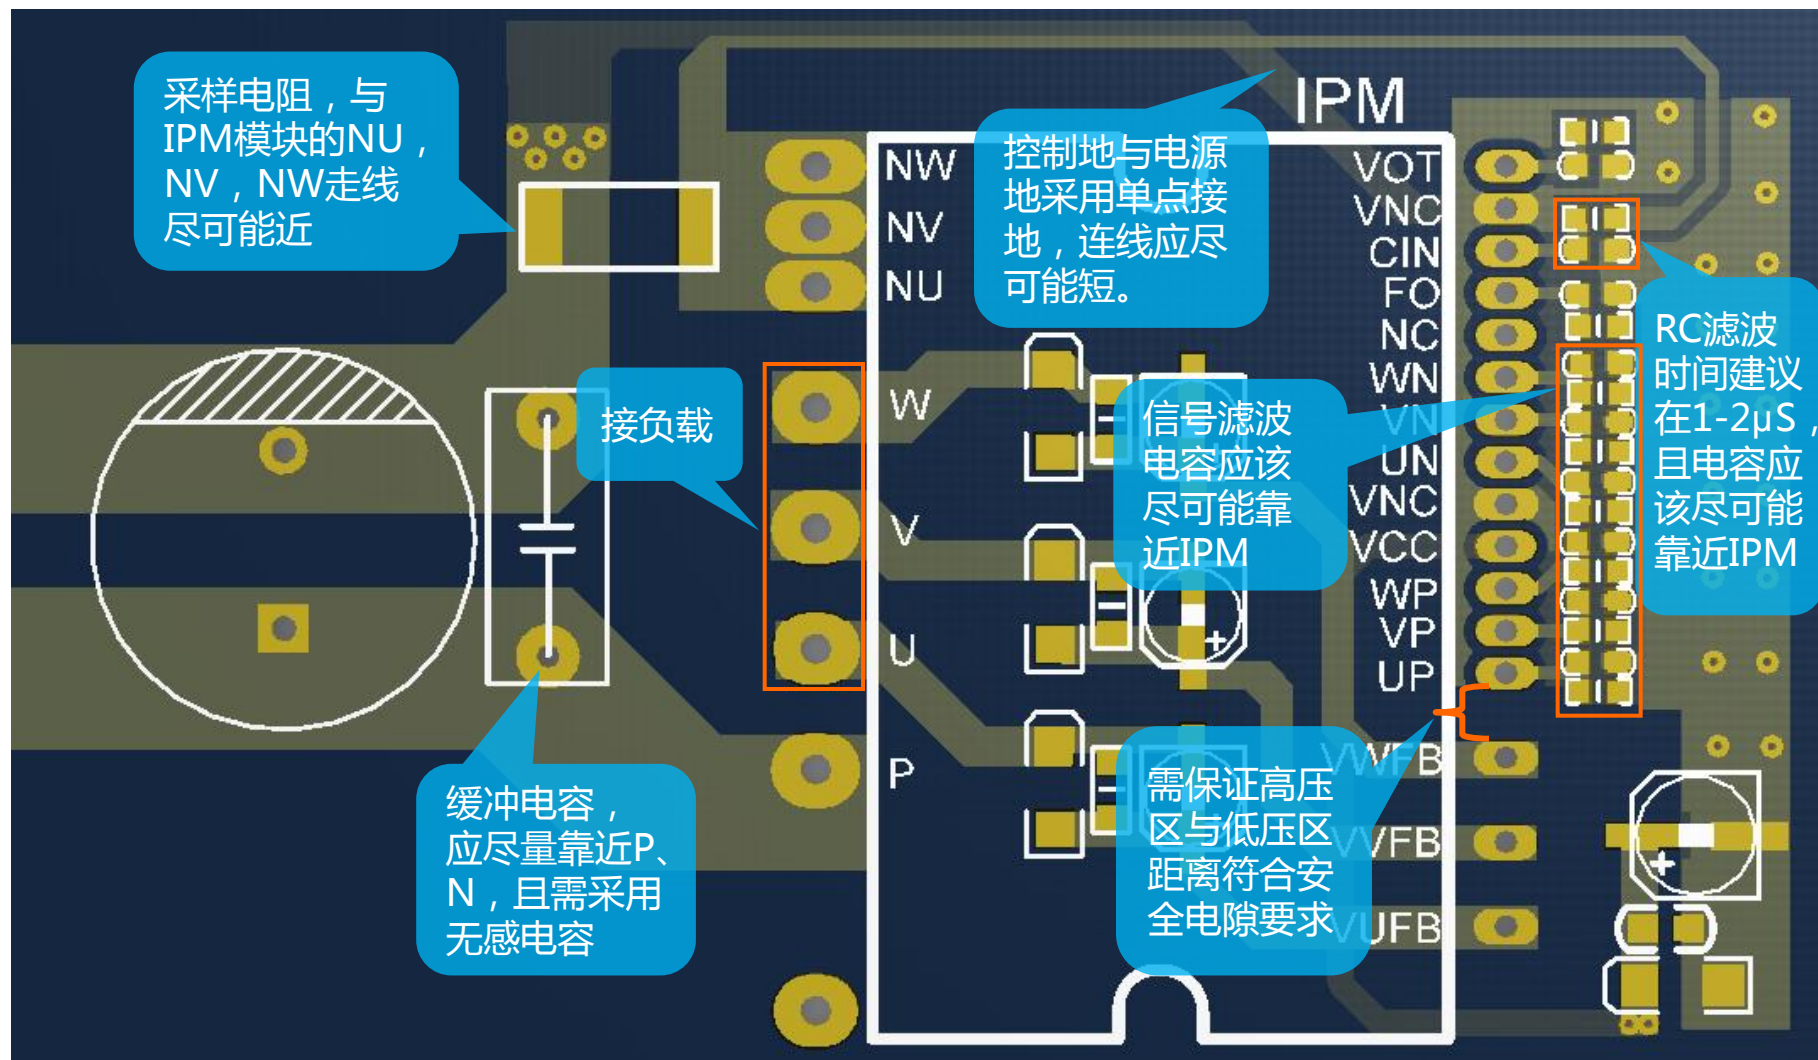 采样电阻，与
IPM模块的NU，
NV，NW走线
尽可能近
控制地与电源
地采用单点接
地，连线应尽
可能短。
IPM
NW
NV
NU
W
V
U
P
VOT
VNC
CIN
FO
NC
WN
VN
UN
VNC
VCC
WP
VP
UP
VWFB
VVFB
VUFB
接负载
信号滤波
电容应该
尽可能靠
近IPM
RC滤波
时间建议
在1-2μS，
且电容应
该尽可能
靠近IPM
缓冲电容，
应尽量靠近P、
N，且需采用
无感电容
需保证高压
区与低压区
距离符合安
全电隙要求